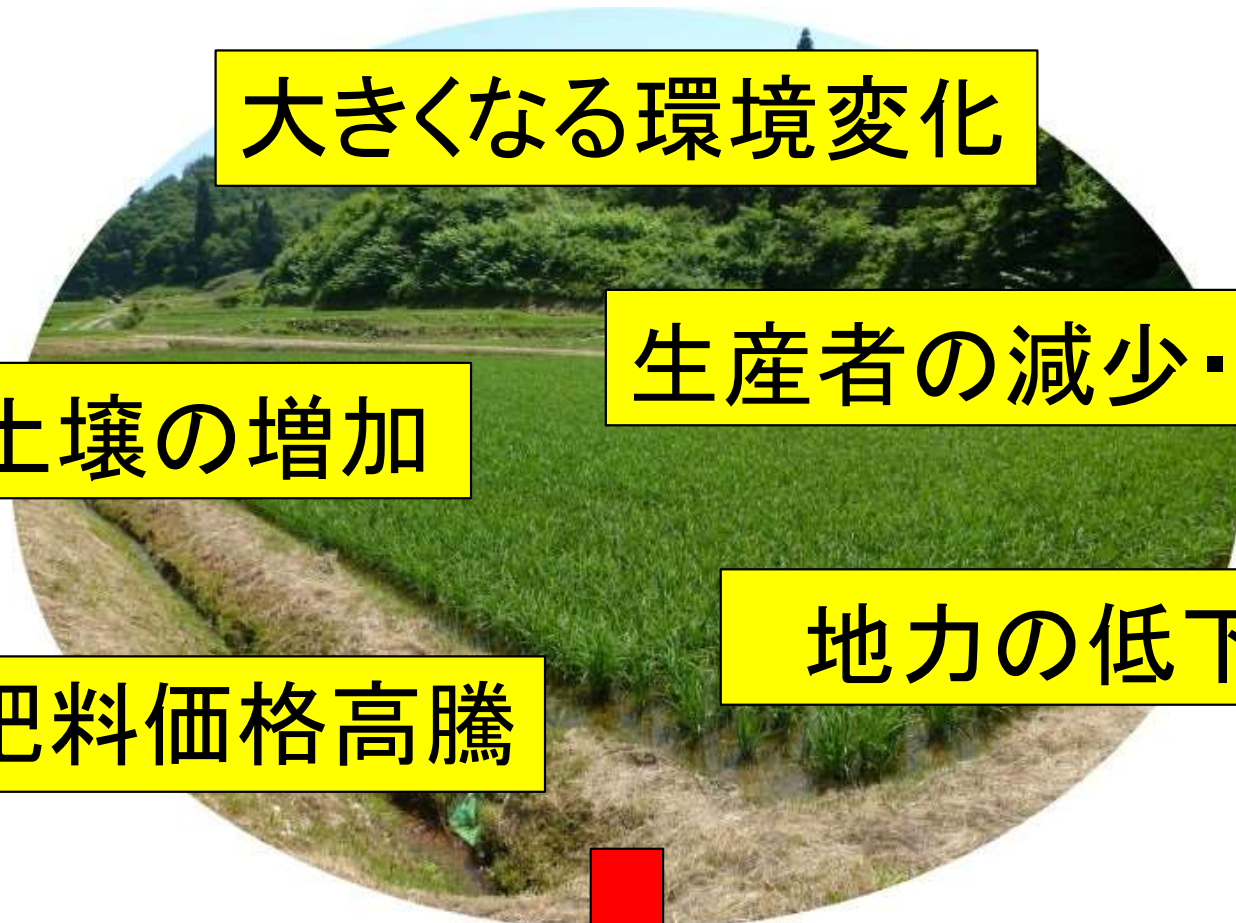 大きくなる環境変化
生産者の減少・
土壌の増加
地力の低下
肥料価格高騰